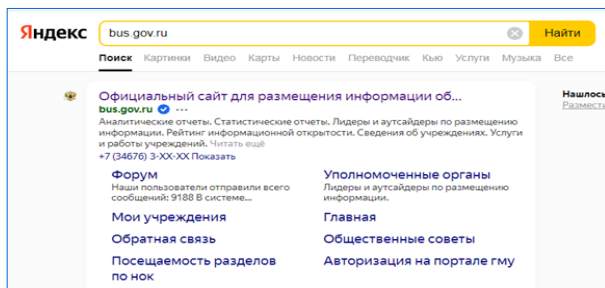 Яндекс
bus.gov.ru
Найти
Поиск Картинки Видео Карты Новости Переводчик Кью Услуги Музыка Все
Официальный сайт для размещения информации об...
bus.gov.ru
Аналитические отчеты. Статистические отчеты. Лидеры и аутсайдеры по размещению
информации. Рейтинг информационной открытости. Сведения об учреждениях. Услуги
и работы учреждений. Читать ещё
+7 (34676) 3-XX-XX Показать
Форум
Наши пользователи отправили всего
сообщений: 9188 В системе...
Уполномоченные органы
Лидеры и аутсайдеры по размещению
информации.
Мои учреждения
Главная
Обратная связь
Общественные советы
Посещаемость разделов
по нок
Авторизация на портале гму
Нашлось
Размести